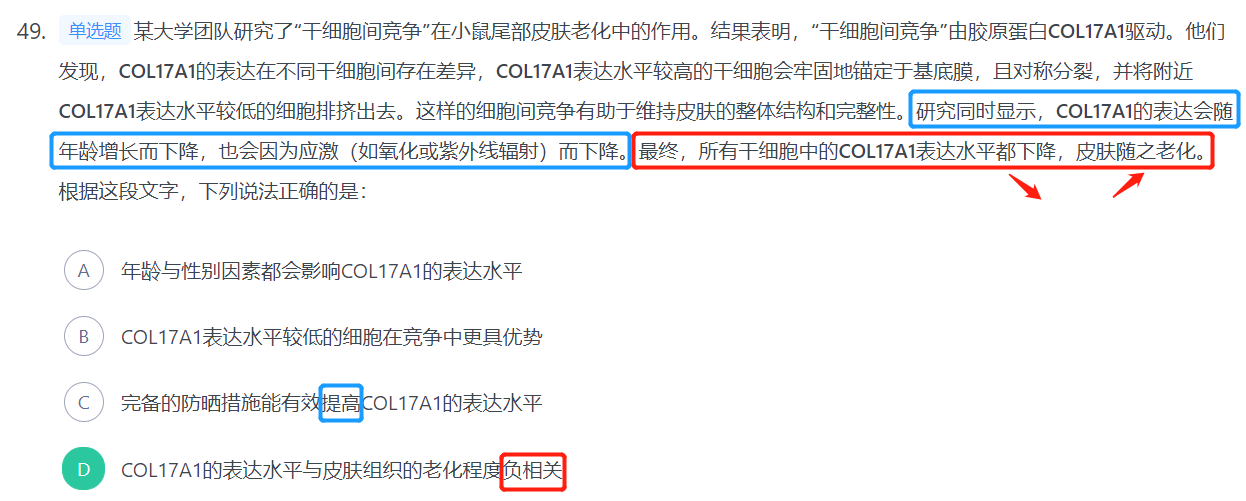 49. 单选题 某大学团队研究了“干细胞间竞争”在小鼠尾部皮肤老化中的作用。结果表明，“干细胞间竞争”由胶原蛋白COL17A1驱动。他们
发现，COL17A1的表达在不同干细胞间存在差异，COL17A1表达水平较高的干细胞会牢固地锚定于基底膜，且对称分裂，并将附近
COL17A1表达水平较低的细胞排挤出去。这样的细胞间竞争有助于维持皮肤的整体结构和完整性。研究同时显示，COL17A1的表达会随
年龄增长而下降，也会因为应激（如氧化或紫外线辐射）而下降。最终，所有干细胞中的COL17A1表达水平都下降，皮肤随之老化。
根据这段文字，下列说法正确的是：
A 年龄与性别因素都会影响COL17A1的表达水平
B COL17A1表达水平较低的细胞在竞争中更具优势
C 完备的防晒措施能有效提高COL17A1的表达水平
D COL17A1的表达水平与皮肤组织的老化程度负相关